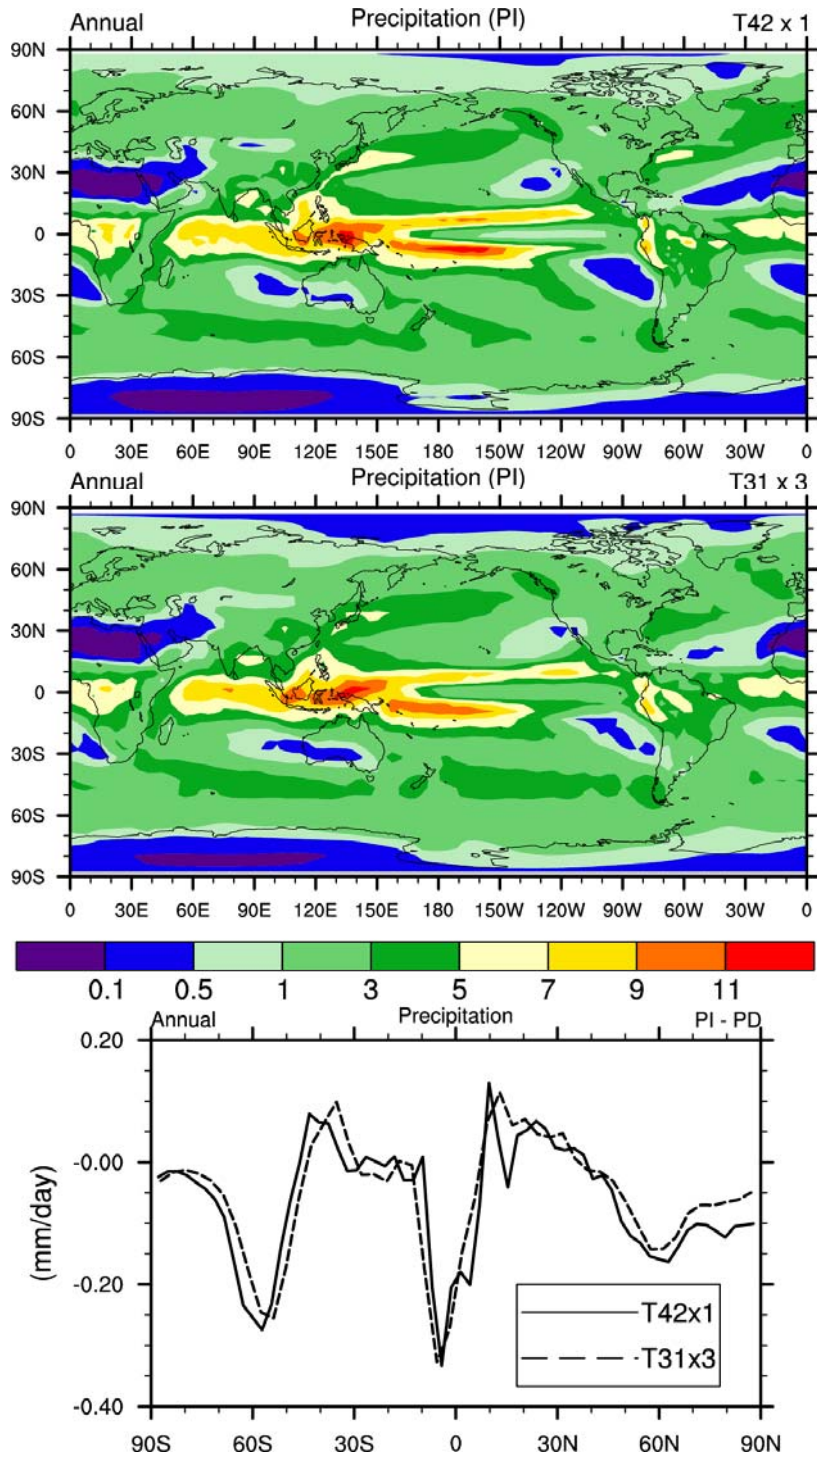 Annual Precipitation (PI) T42 x 1
90N
60N
30N
0
30S
60S
90S
0 30E 60E 90E 120E 150E 180 150W 120W 90W 60W 30W 0
Annual Precipitation (PI) T31 x 3
90N
60N
30N
0
30S
60S
90S
0 30E 60E 90E 120E 150E 180 150W 120W 90W 60W 30W 0
0.1 0.5 1 3 5 7 9 11
Annual Precipitation PI - PD
0.20
-0.00
-0.20
-0.40
(mm/day)
T42x1
T31x3
90S 60S 30S 0 30N 60N 90N